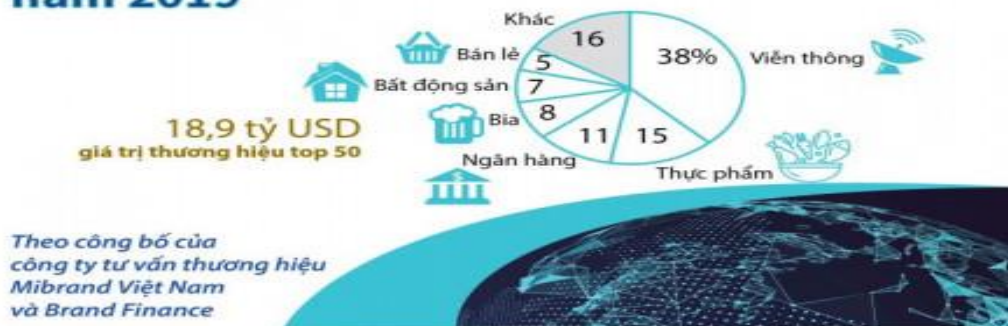 năm 2019
Khác
16
38%
Viễn thông
Bán lẻ
5
Bất động sản
7
Bia
8
11
15
18,9 tỷ USD
giá trị thương hiệu top 50
Ngân hàng
Thực phẩm
Theo công bố của
công ty tư vấn thương hiệu
Mibrand Việt Nam
và Brand Finance